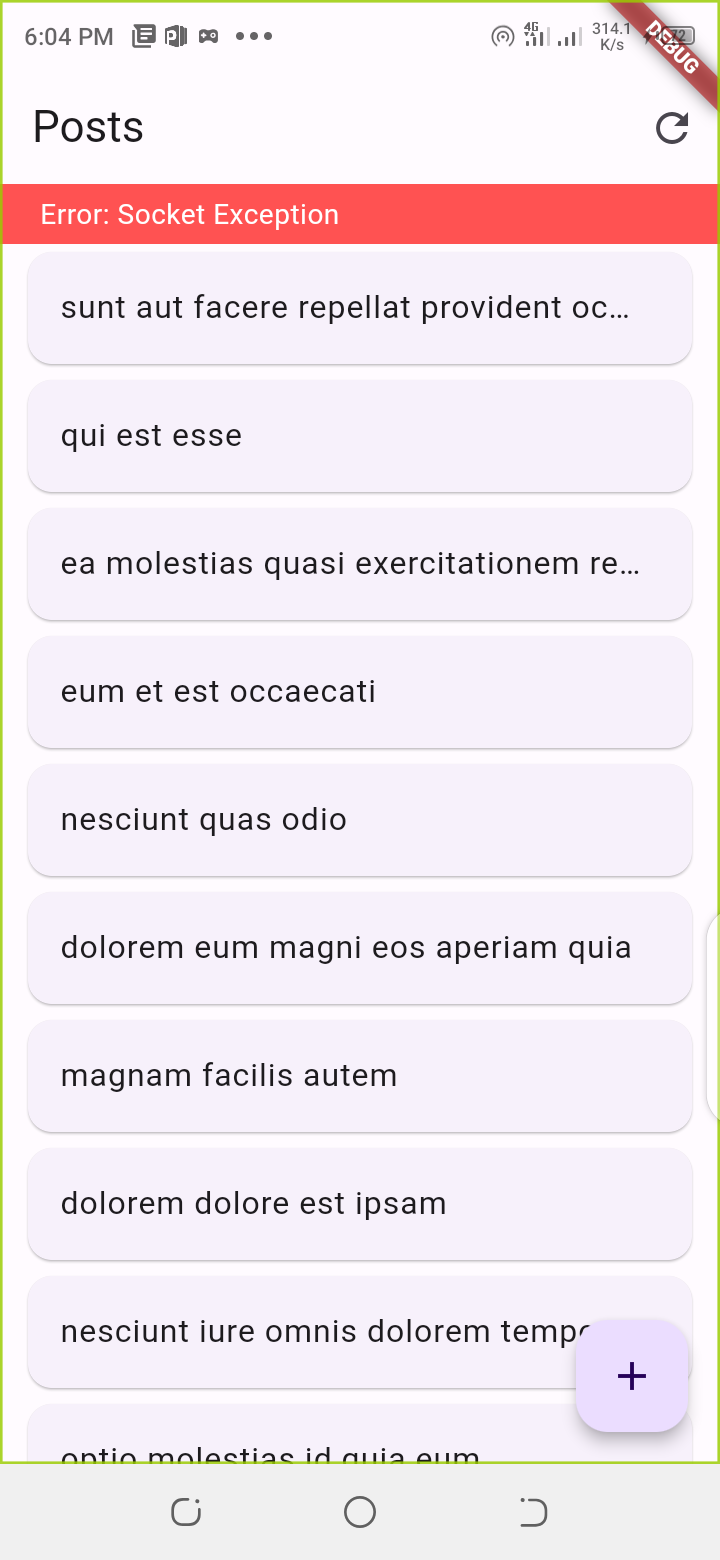 6:04 PM
4G
314.1
K/s
72
DEBUG
Posts
Error: Socket Exception
sunt aut facere repellat provident oc…
qui est esse
ea molestias quasi exercitationem re…
eum et est occaecati
nesciunt quas odio
dolorem eum magni eos aperiam quia
magnam facilis autem
dolorem dolore est ipsam
nesciunt iure omnis dolorem
optio molestias id quia eum